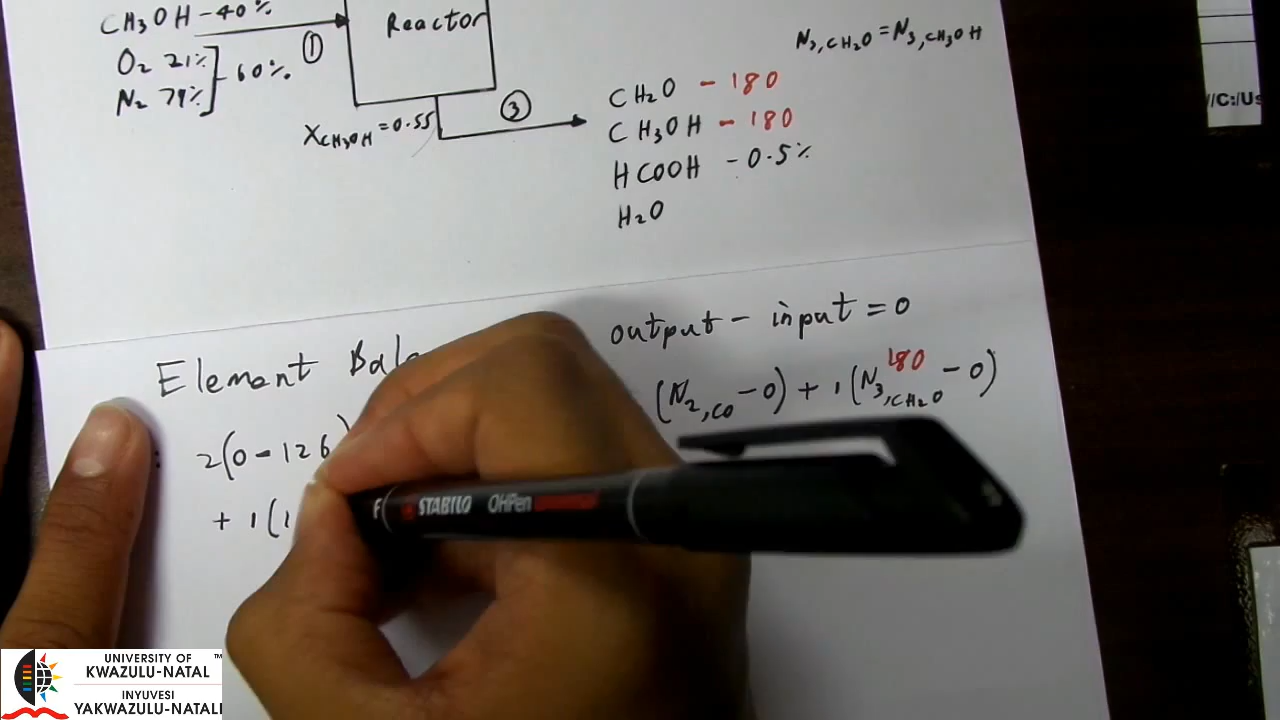 CH3OH - 40%
Reactor
N3,CH2O = N3,CH3OH
①
O2 21%
60%
N2 79%
//C:/Us
CH2O - 180
③
XCH3OH = 0.55
CH3OH - 180
HCOOH - 0.5%
H2O
output - input = 0
Element
180
(N2,CO - 0) + 1(N3,CH2O - 0)
2(0 - 126)
+ 1(
STABILO OHPen
UNIVERSITY OF ™
KWAZULU-NATAL
INYUVESI
YAKWAZULU-NATALI